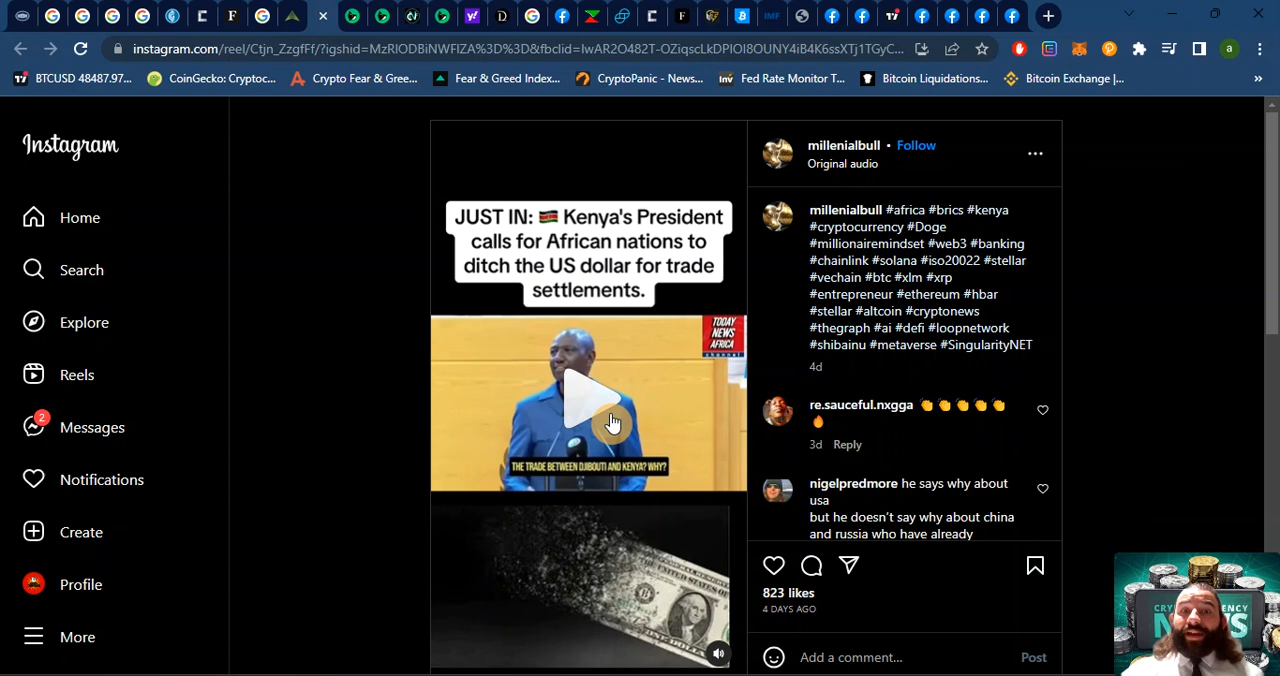 instagram.com/reel/Ctjn_ZzgfFf/?igshid=MzRlODBiNWFlZA%3D%3D&fbclid=IwAR2O482T-OZiqscLkDPIOI8OUNY4iB4K6ssXTj1TGyC...
BTCUSD 48487.97...
CoinGecko: Cryptoc...
Crypto Fear & Gree...
Fear & Greed Index...
CryptoPanic - News...
Fed Rate Monitor T...
Bitcoin Liquidations...
Bitcoin Exchange |...
Instagram
Home
Search
Explore
Reels
2
Messages
Notifications
Create
Profile
More
JUST IN: 🇰🇪 Kenya's President
calls for African nations to
ditch the US dollar for trade
settlements.
TODAY
NEWS
AFRICA
channel
THE TRADE BETWEEN DJIBOUTI AND KENYA? WHY?
millenialbull • Follow
Original audio
millenialbull #africa #brics #kenya
#cryptocurrency #Doge
#millionairemindset #web3 #banking
#chainlink #solana #iso20022 #stellar
#vechain #btc #xlm #xrp
#entrepreneur #ethereum #hbar
#stellar #altcoin #cryptonews
#thegraph #ai #defi #loopnetwork
#shibainu #metaverse #SingularityNET
4d
re.sauceful.nxgga 👏 👏 👏 👏 👏
🔥
3d Reply
nigelpredmore he says why about
usa
but he doesn't say why about china
and russia who have already
823 likes
4 DAYS AGO
Add a comment...
Post